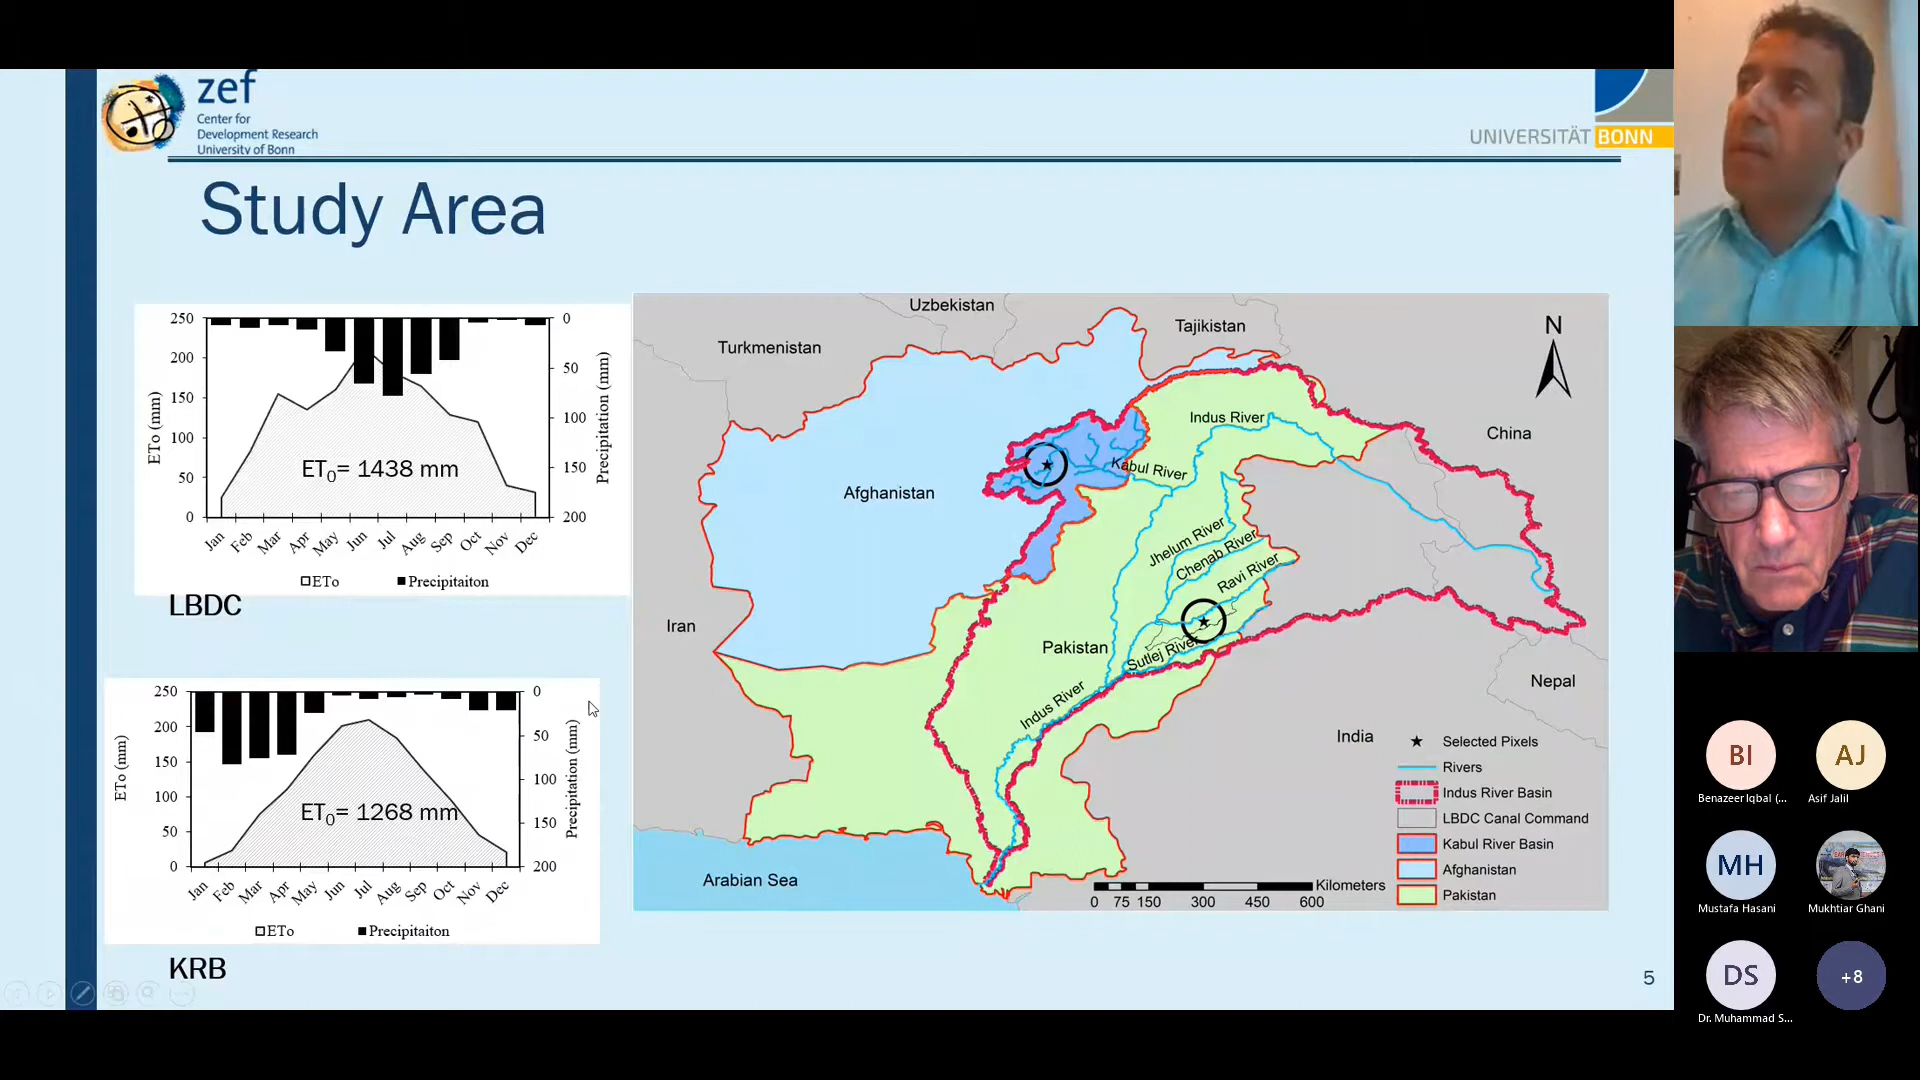 zef
Center for
Development Research
University of Bonn
UNIVERSITÄT BONN
Study Area
250
200
150
100
50
0
ETo (mm)
0
50
100
150
200
Precipitation (mm)
ET0= 1438 mm
Jan Feb Mar Apr May Jun Jul Aug Sep Oct Nov Dec
ETo Precipitaiton
LBDC
250
200
150
100
50
0
ETo (mm)
0
50
100
150
200
Precipitation (mm)
ET0= 1268 mm
Jan Feb Mar Apr May Jun Jul Aug Sep Oct Nov Dec
ETo Precipitaiton
KRB
Uzbekistan
Tajikistan
Turkmenistan
N
Indus River
China
Kabul River
Afghanistan
Jhelum River
Chenab River
Ravi River
Iran
Pakistan
Sutlej River
Indus River
Nepal
India
Arabian Sea
Selected Pixels
Rivers
Indus River Basin
LBDC Canal Command
Kabul River Basin
Afghanistan
Pakistan
Kilometers
0 75 150 300 450 600
5
BI
AJ
Benazeer Iqbal (...
Asif Jalil
MH
Mustafa Hasani
Mukhtiar Ghani
DS
+8
Dr. Muhammad S...